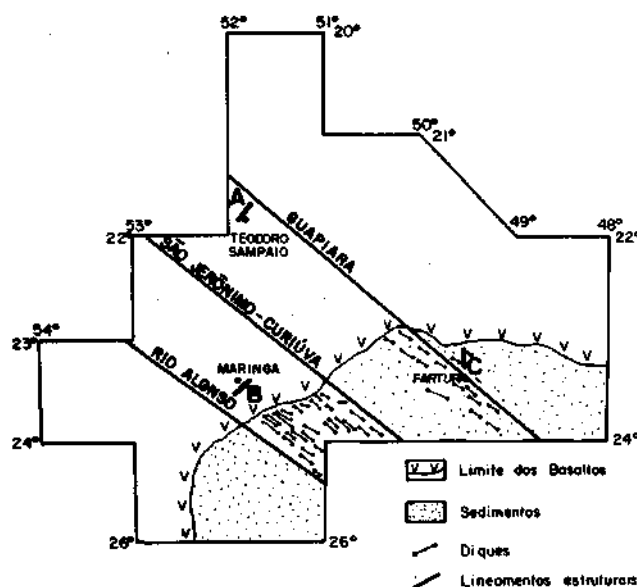 52° 51° 20°
50° 21°
53° 49° 48°
22° 22°
A
TEODORO
SAMPAIO
GUAPIARA
SÃO JERÔNIMO-CURIÚVA
54°
23°
RIO ALONSO
MARINGA
B
C
FARTURA
24° 24°
26° 26°
Limite dos Basaltos
Sedimentos
Diques
Lineamentos estruturais